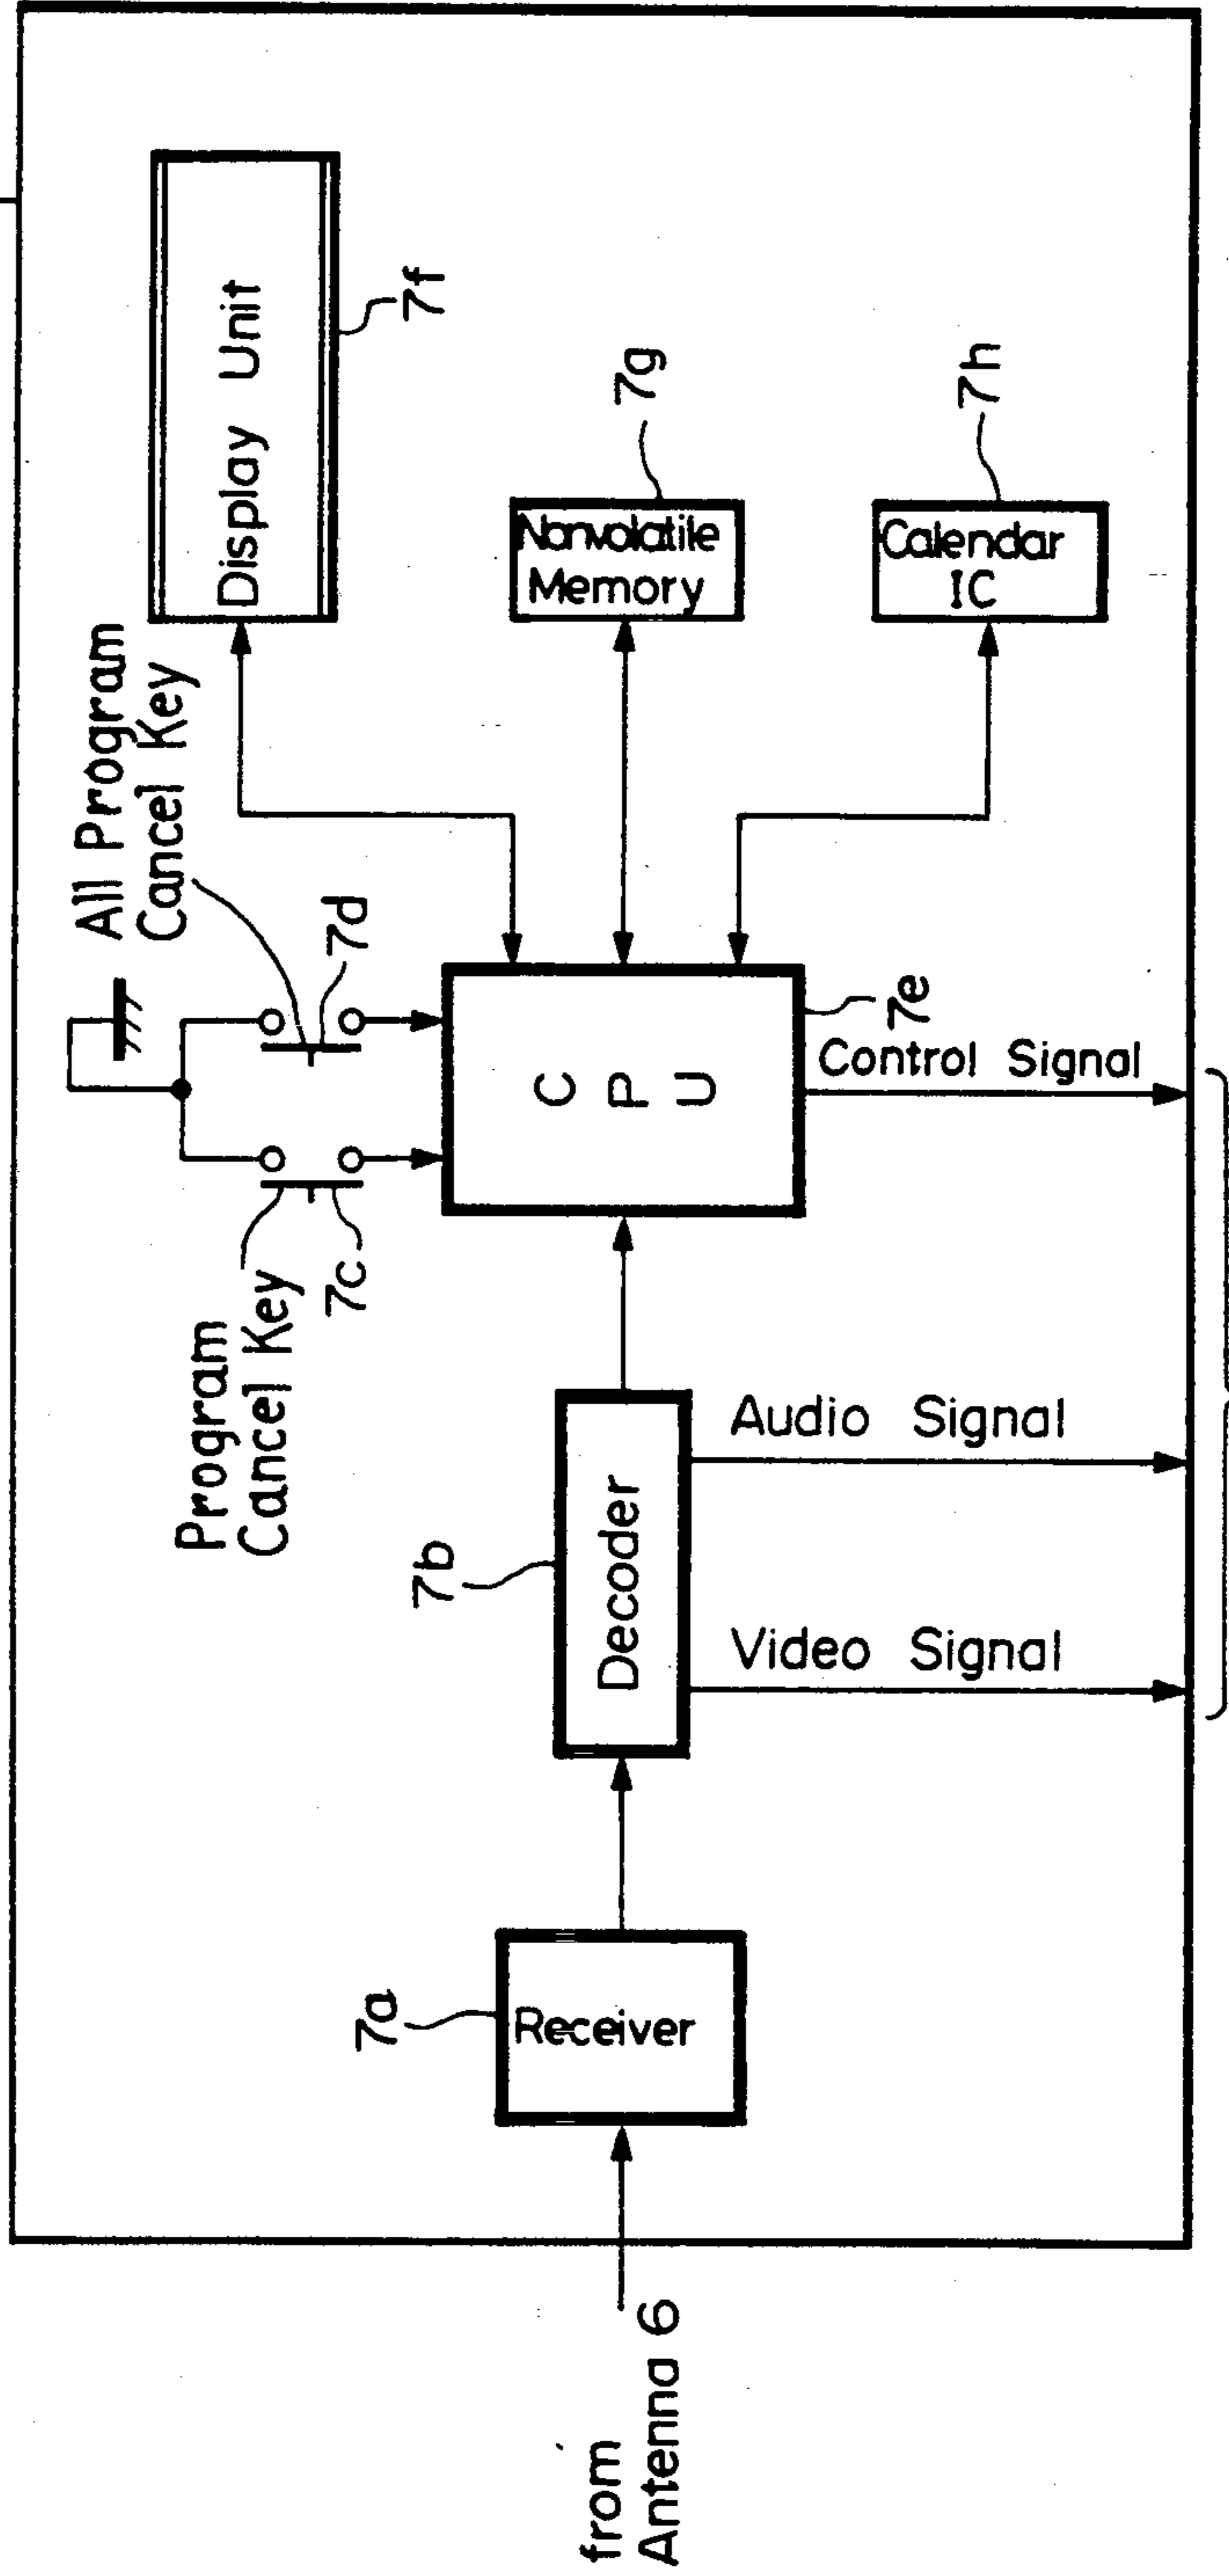 All Program
Cancel Key
7d
Program
Cancel Key
7c
Display Unit
7f
Nonvolatile
Memory
7g
Calendar
IC
7h
C
P
U
7e
Control Signal
7b
Decoder
Audio Signal
Video Signal
7a
Receiver
from
Antenna 6